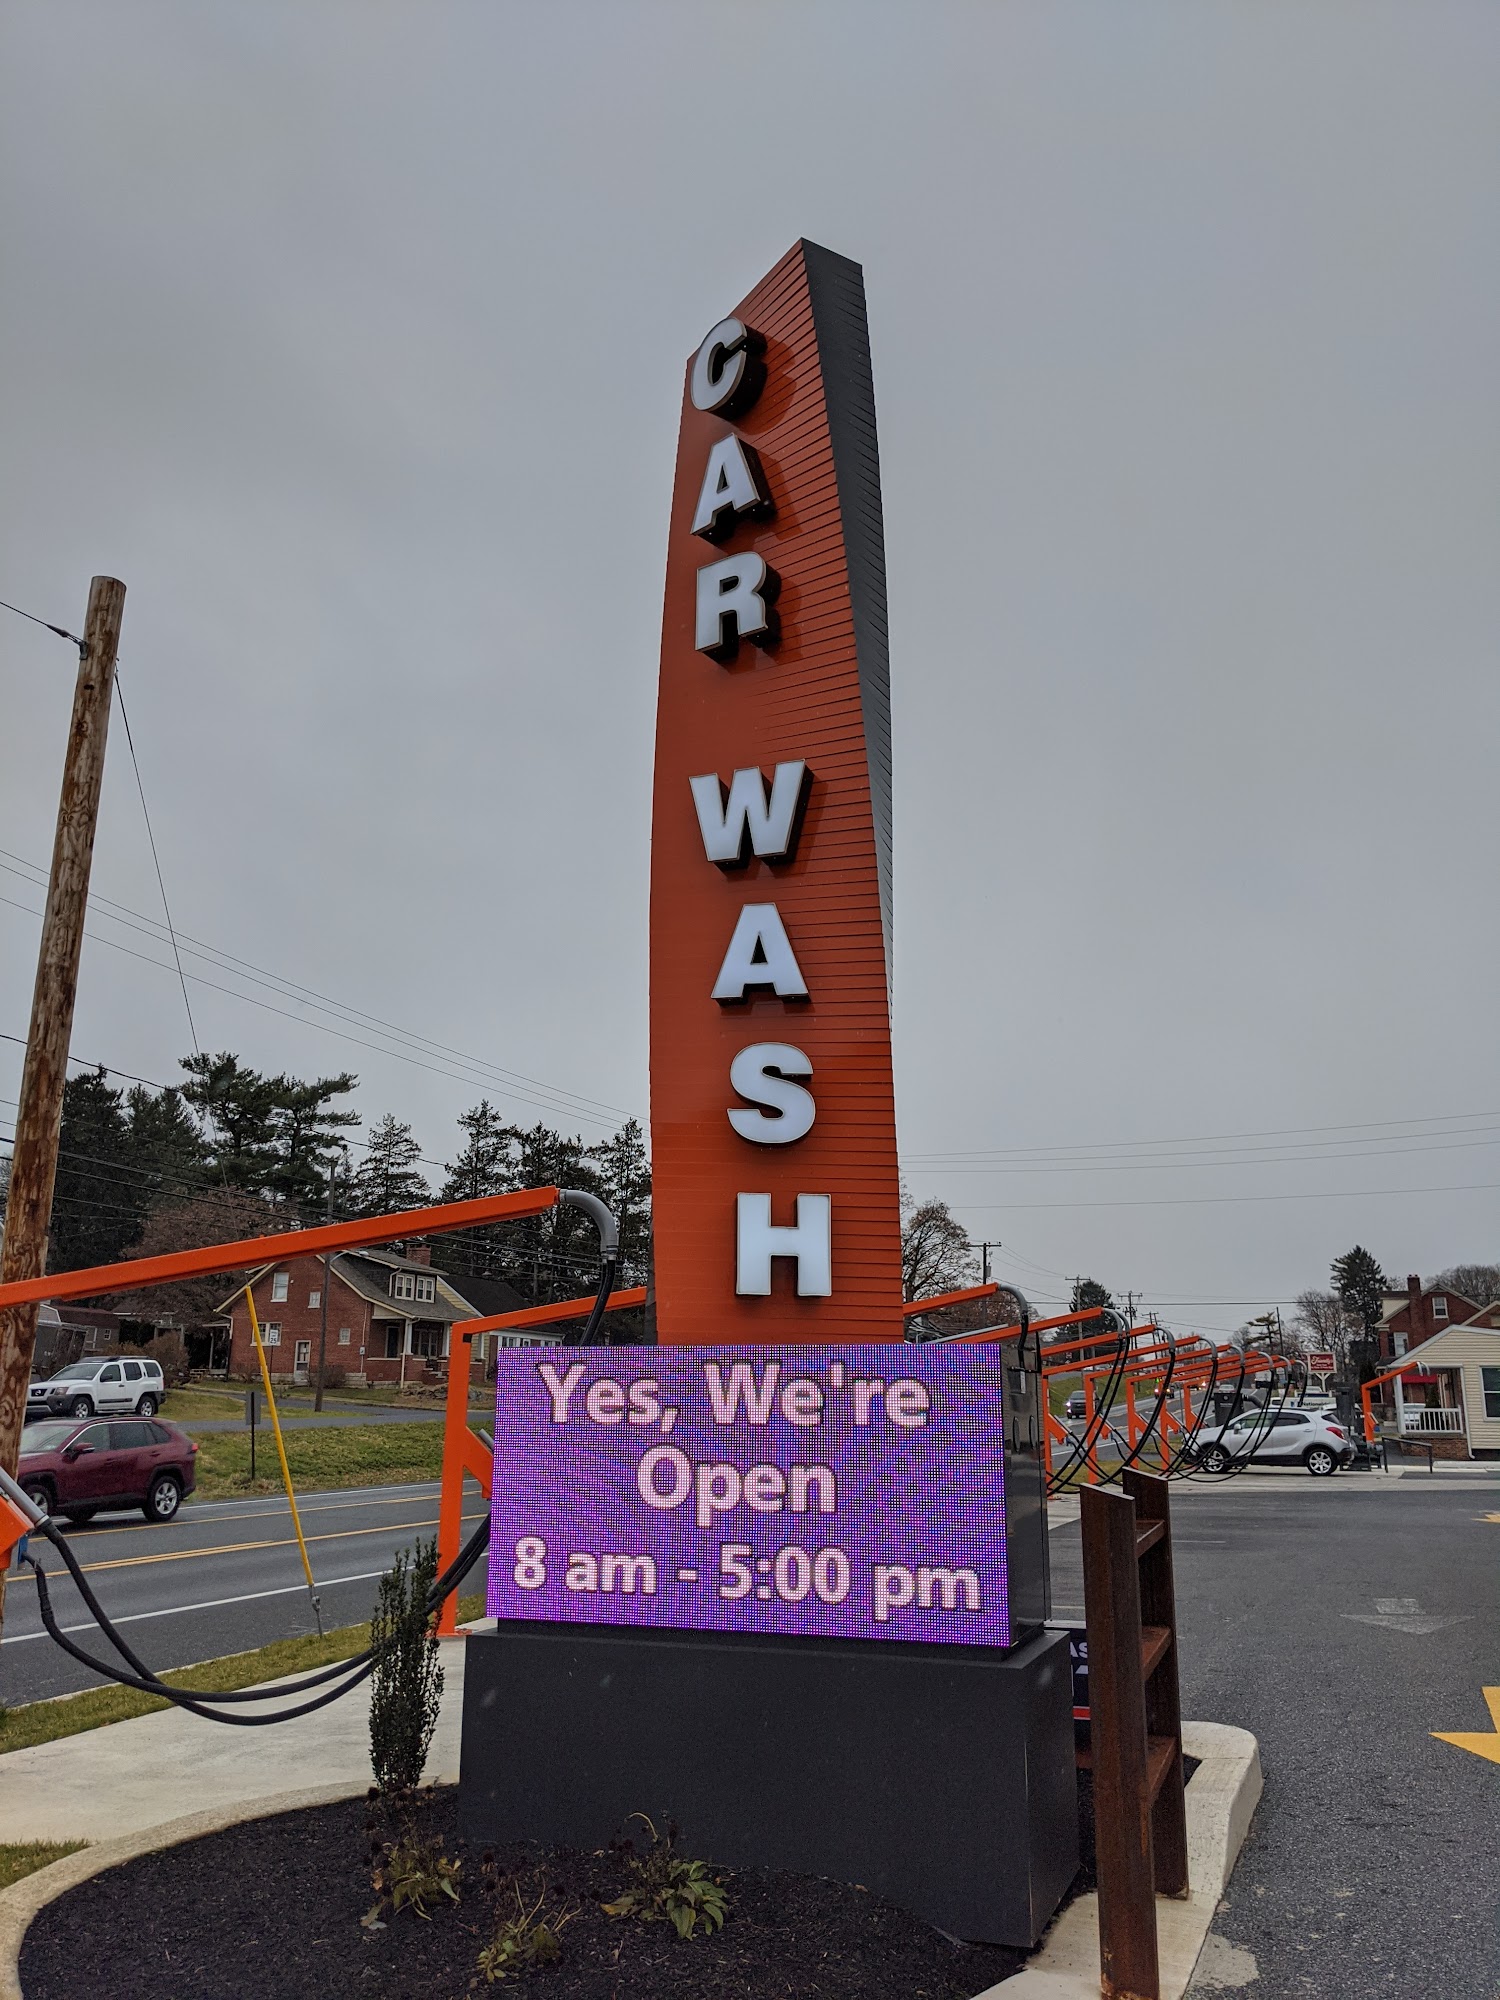 CAR WASH
Yes, We're
Open
8 am - 5:00 pm